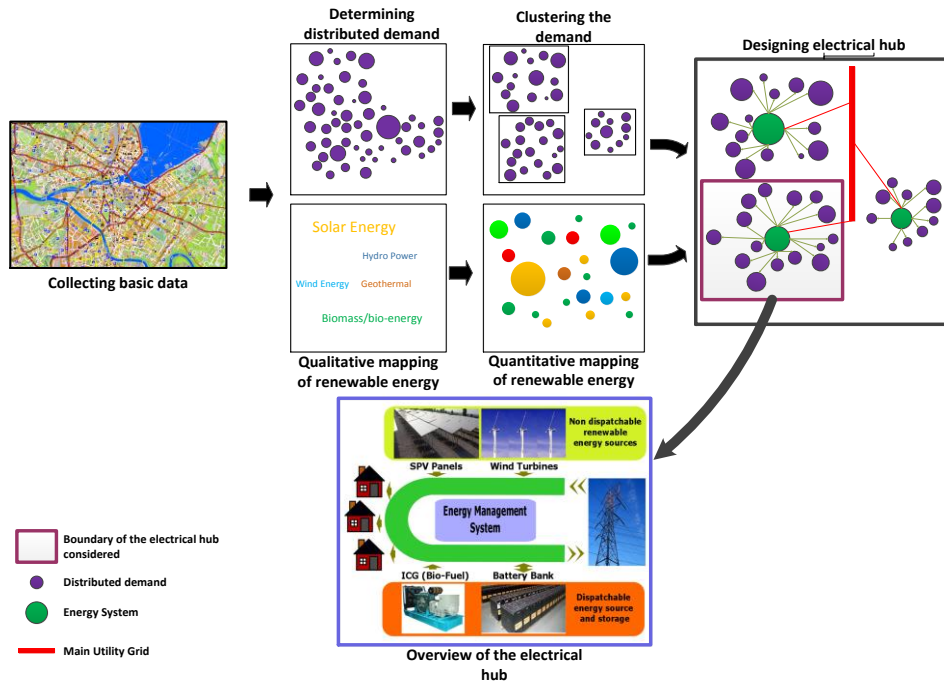 Determining
distributed demand
Clustering the
demand
Designing electrical hub
Collecting basic data
Solar Energy
Hydro Power
Wind Energy
Geothermal
Biomass/bio-energy
Qualitative mapping
of renewable energy
Quantitative mapping
of renewable energy
Non dispatchable
renewable
energy sources
SPV Panels
Wind Turbines
Energy Management
System
ICG (Bio-Fuel)
Battery Bank
Dispatchable
energy source
and storage
Overview of the electrical
hub
Boundary of the electrical hub
considered
Distributed demand
Energy System
Main Utility Grid